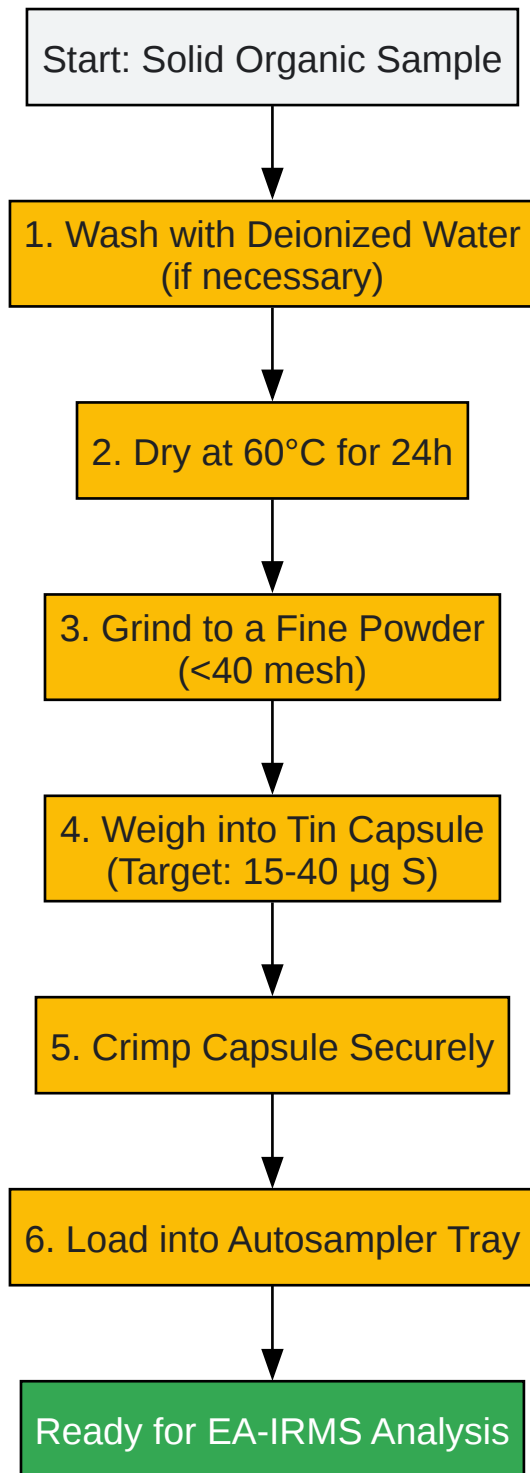 Start: Solid Organic Sample
1. Wash with Deionized Water
(if necessary)
2. Dry at 60°C for 24h
3. Grind to a Fine Powder
(<40 mesh)
4. Weigh into Tin Capsule
(Target: 15-40 µg S)
5. Crimp Capsule Securely
6. Load into Autosampler Tray
Ready for EA-IRMS Analysis